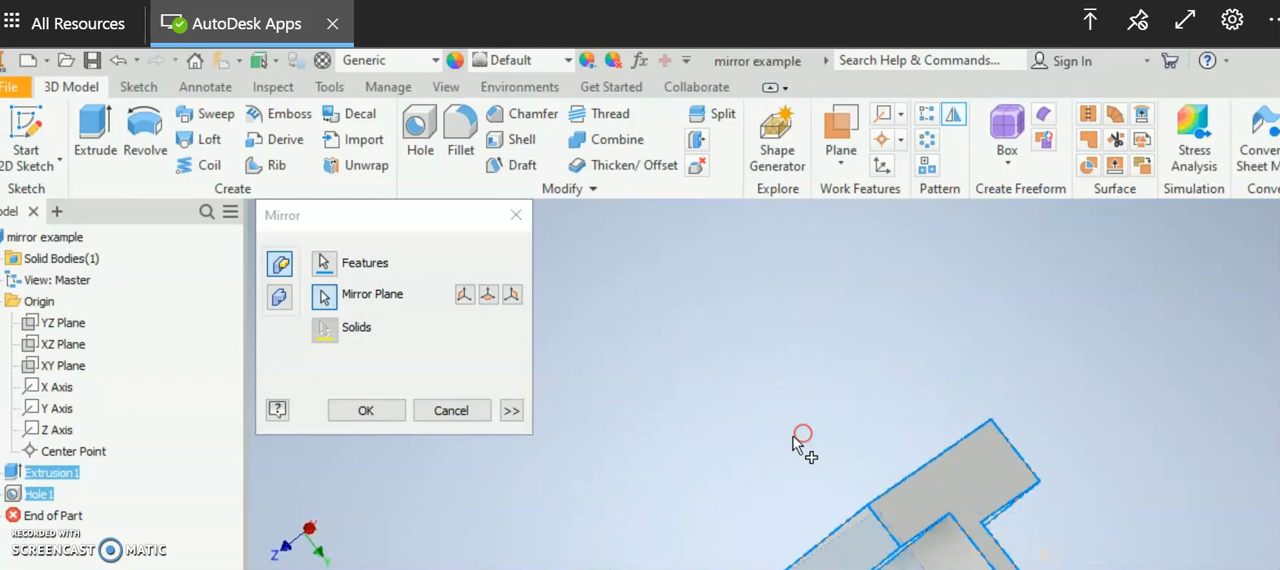 All Resources AutoDesk Apps
Generic Default fx mirror example Search Help & Commands... Sign In
File 3D Model Sketch Annotate Inspect Tools Manage View Environments Get Started Collaborate
Start 2D Sketch Extrude Revolve Sweep Emboss Decal Hole Fillet Chamfer Thread Split Shape Generator Plane Box Stress Analysis
Loft Derive Import Shell Combine
Coil Rib Unwrap Draft Thicken/ Offset
Sketch Create Modify Explore Work Features Pattern Create Freeform Surface Simulation
Mirror
mirror example
Solid Bodies(1)
View: Master
Origin
YZ Plane
XZ Plane
XY Plane
X Axis
Y Axis
Z Axis
Center Point
Extrusion1
Hole1
End of Part
Features
Mirror Plane
Solids
OK Cancel >>
Z Y
RECORDED WITH
SCREENCAST MATIC